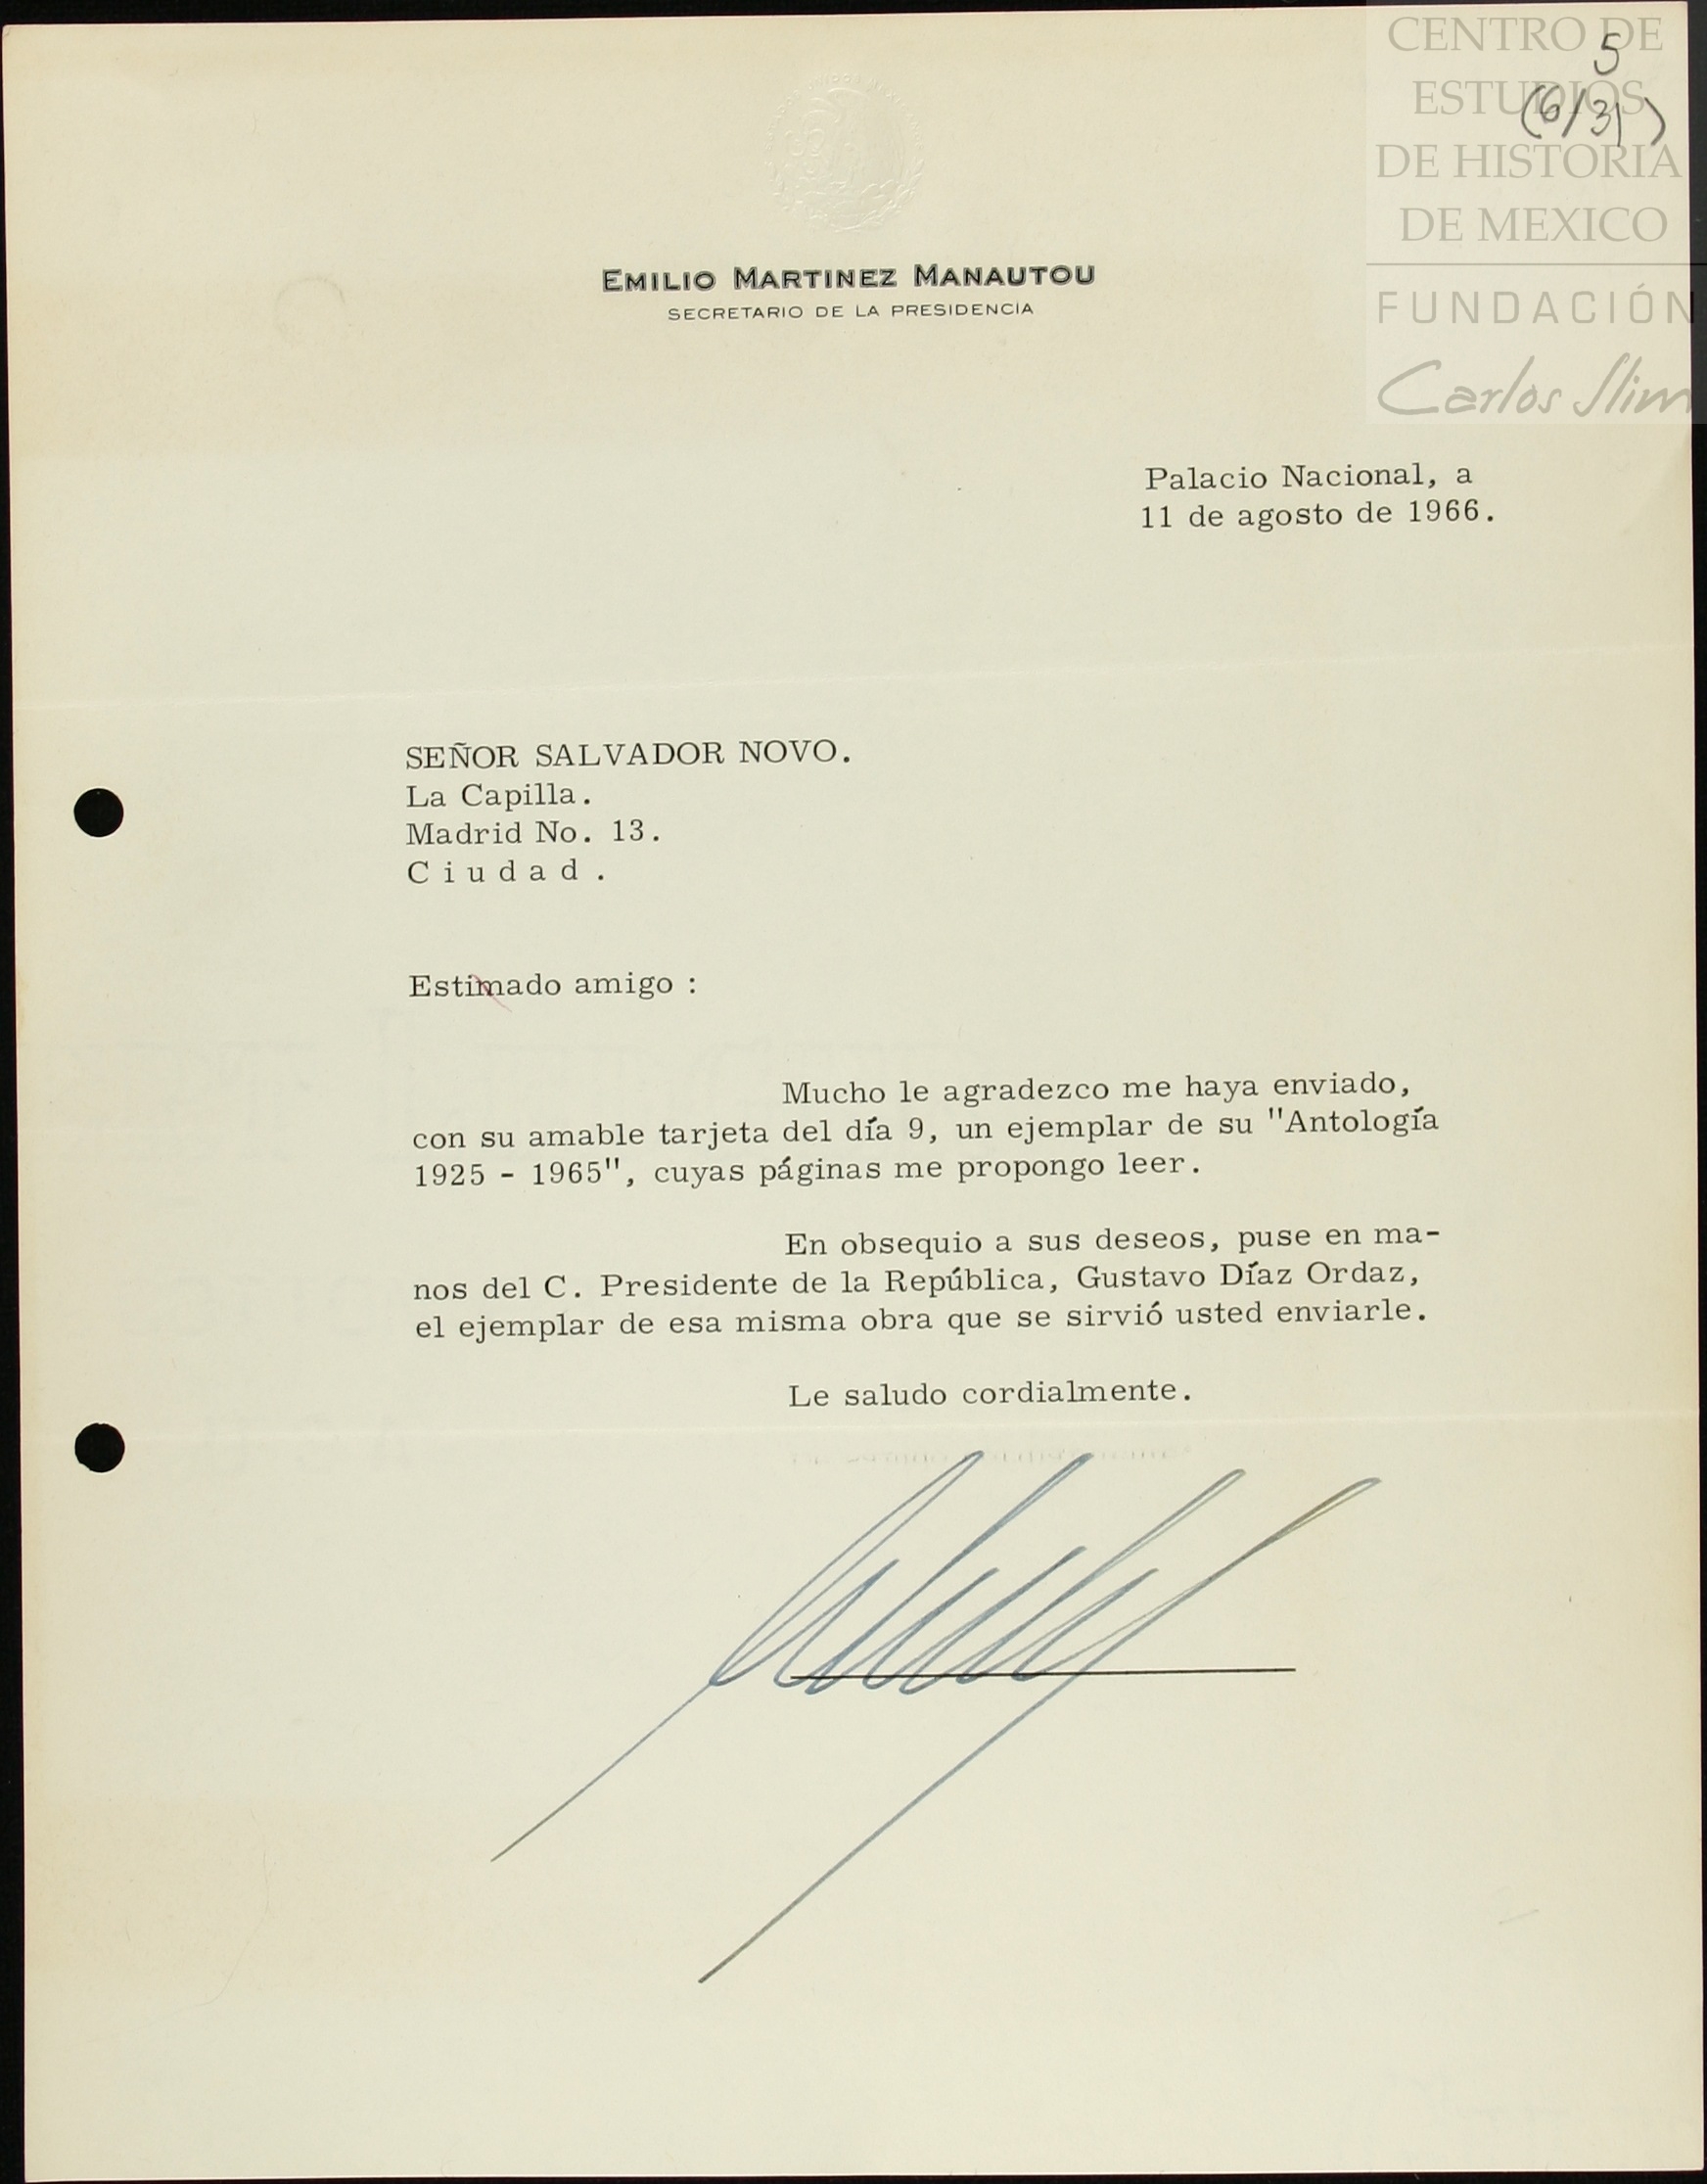 CENTRO DE
ESTUDIOS
DE HISTORIA
DE MEXICO
FUNDACIÓN
Carlos Slim
5
(6/31)
EMILIO MARTINEZ MANAUTOU
SECRETARIO DE LA PRESIDENCIA
Palacio Nacional, a
11 de agosto de 1966.
SEÑOR SALVADOR NOVO.
La Capilla.
Madrid No. 13.
C i u d a d .
Estimado amigo :
Mucho le agradezco me haya enviado,
con su amable tarjeta del día 9, un ejemplar de su "Antología
1925 - 1965", cuyas páginas me propongo leer.
En obsequio a sus deseos, puse en ma-
nos del C. Presidente de la República, Gustavo Díaz Ordaz,
el ejemplar de esa misma obra que se sirvió usted enviarle.
Le saludo cordialmente.